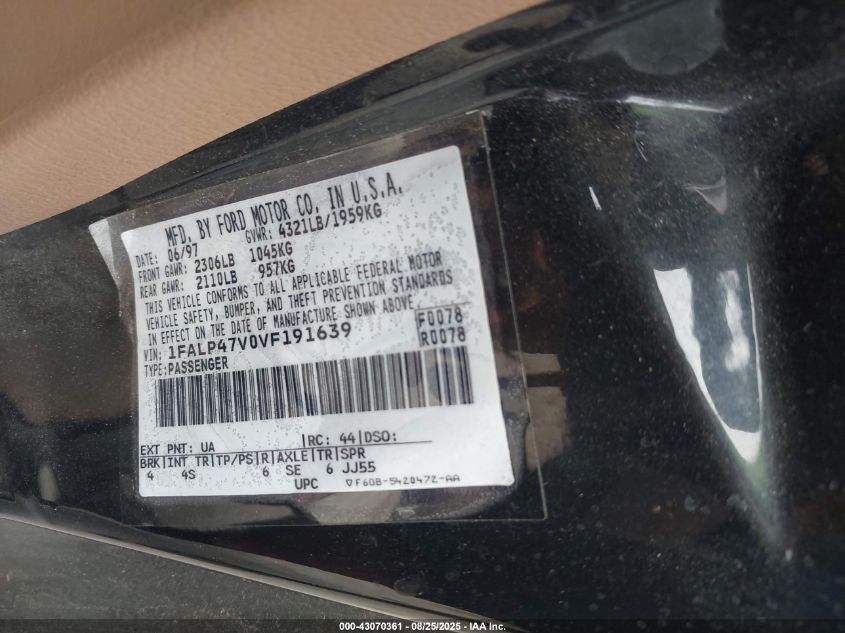 MFD. BY FORD MOTOR CO. IN U.S.A.
DATE: 06/97 GVWR: 4321LB/1959KG
FRONT GAWR: 2306LB 1045KG
REAR GAWR: 2110LB 957KG
THIS VEHICLE CONFORMS TO ALL APPLICABLE FEDERAL MOTOR
VEHICLE SAFETY, BUMPER, AND THEFT PREVENTION STANDARDS
IN EFFECT ON THE DATE OF MANUFACTURE SHOWN ABOVE.
VIN: 1FALP47V0VF191639 F0078
TYPE: PASSENGER R0078
EXT PNT: UA |RC: 44|DSO:
BRK|INT TR|TP/PS|R|AXLE|TR|SPR
4 4S 6 SE 6 JJ55
UPC ▽F60B-5420472-AA
000-43070361 - 08/25/2025 - IAA Inc.